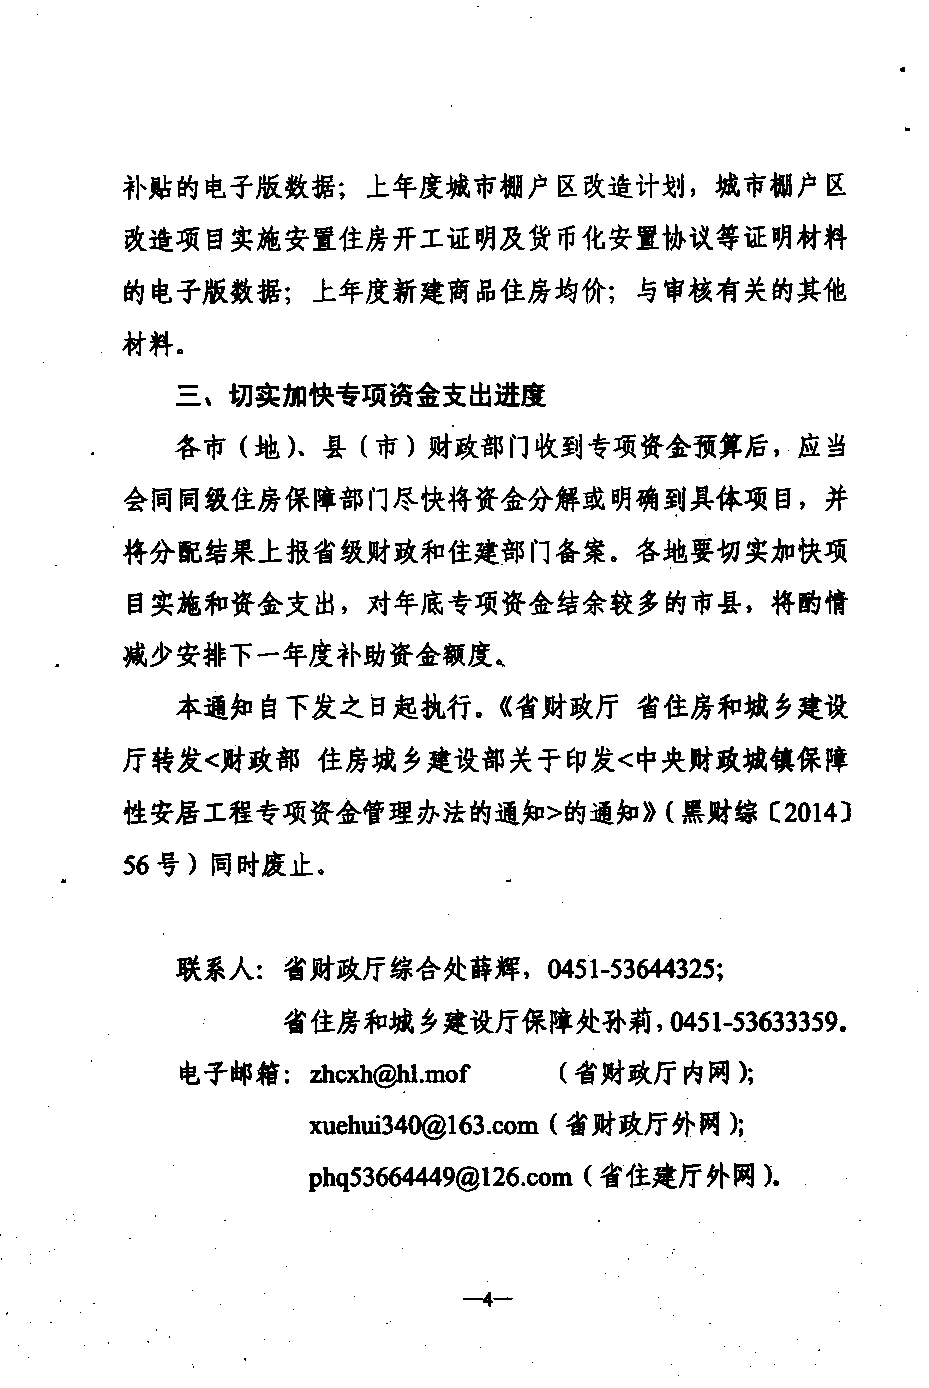 补贴的电子版数据；上年度城市棚户区改造计划，城市棚户区
改造项目实施安置住房开工证明及货币化安置协议等证明材料
的电子版数据；上年度新建商品住房均价；与审核有关的其他
材料。
三、切实加快专项资金支出进度
各市（地）、县（市）财政部门收到专项资金预算后，应当
会同同级住房保障部门尽快将资金分解或明确到具体项目，并
将分配结果上报省级财政和住建部门备案。各地要切实加快项
目实施和资金支出，对年底专项资金结余较多的市县，将酌情
减少安排下一年度补助资金额度。
本通知自下发之日起执行。《省财政厅 省住房和城乡建设
厅转发<财政部 住房城乡建设部关于印发<中央财政城镇保障
性安居工程专项资金管理办法的通知>的通知》（黑财综〔2014〕
56 号）同时废止。
联系人：省财政厅综合处薛辉，0451-53644325；
省住房和城乡建设厅保障处孙莉，0451-53633359.
电子邮箱：zhcxh@hl.mof （省财政厅内网）；
xuehui340@163.com（省财政厅外网）；
phq53664449@126.com（省住建厅外网）.
—4—